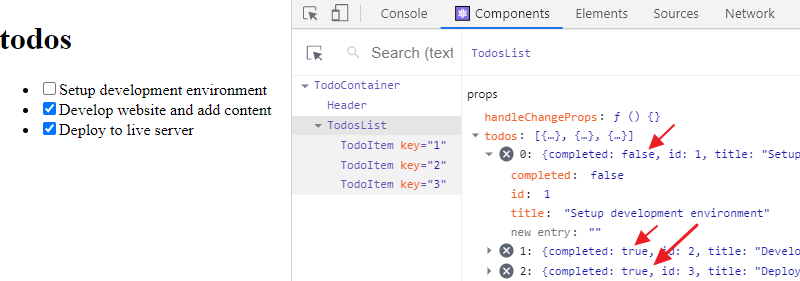 todos
Setup development environment
Develop website and add content
Deploy to live server
Console Components Elements Sources Network
Search (text
TodosList
TodoContainer
Header
TodosList
TodoItem key="1"
TodoItem key="2"
TodoItem key="3"
props
handleChangeProps: ƒ () {}
todos: [{…}, {…}, {…}]
0: {completed: false, id: 1, title: "Setup
completed: false
id: 1
title: "Setup development environment"
new entry: ""
1: {completed: true, id: 2, title: "Develo
2: {completed: true, id: 3, title: "Deploy